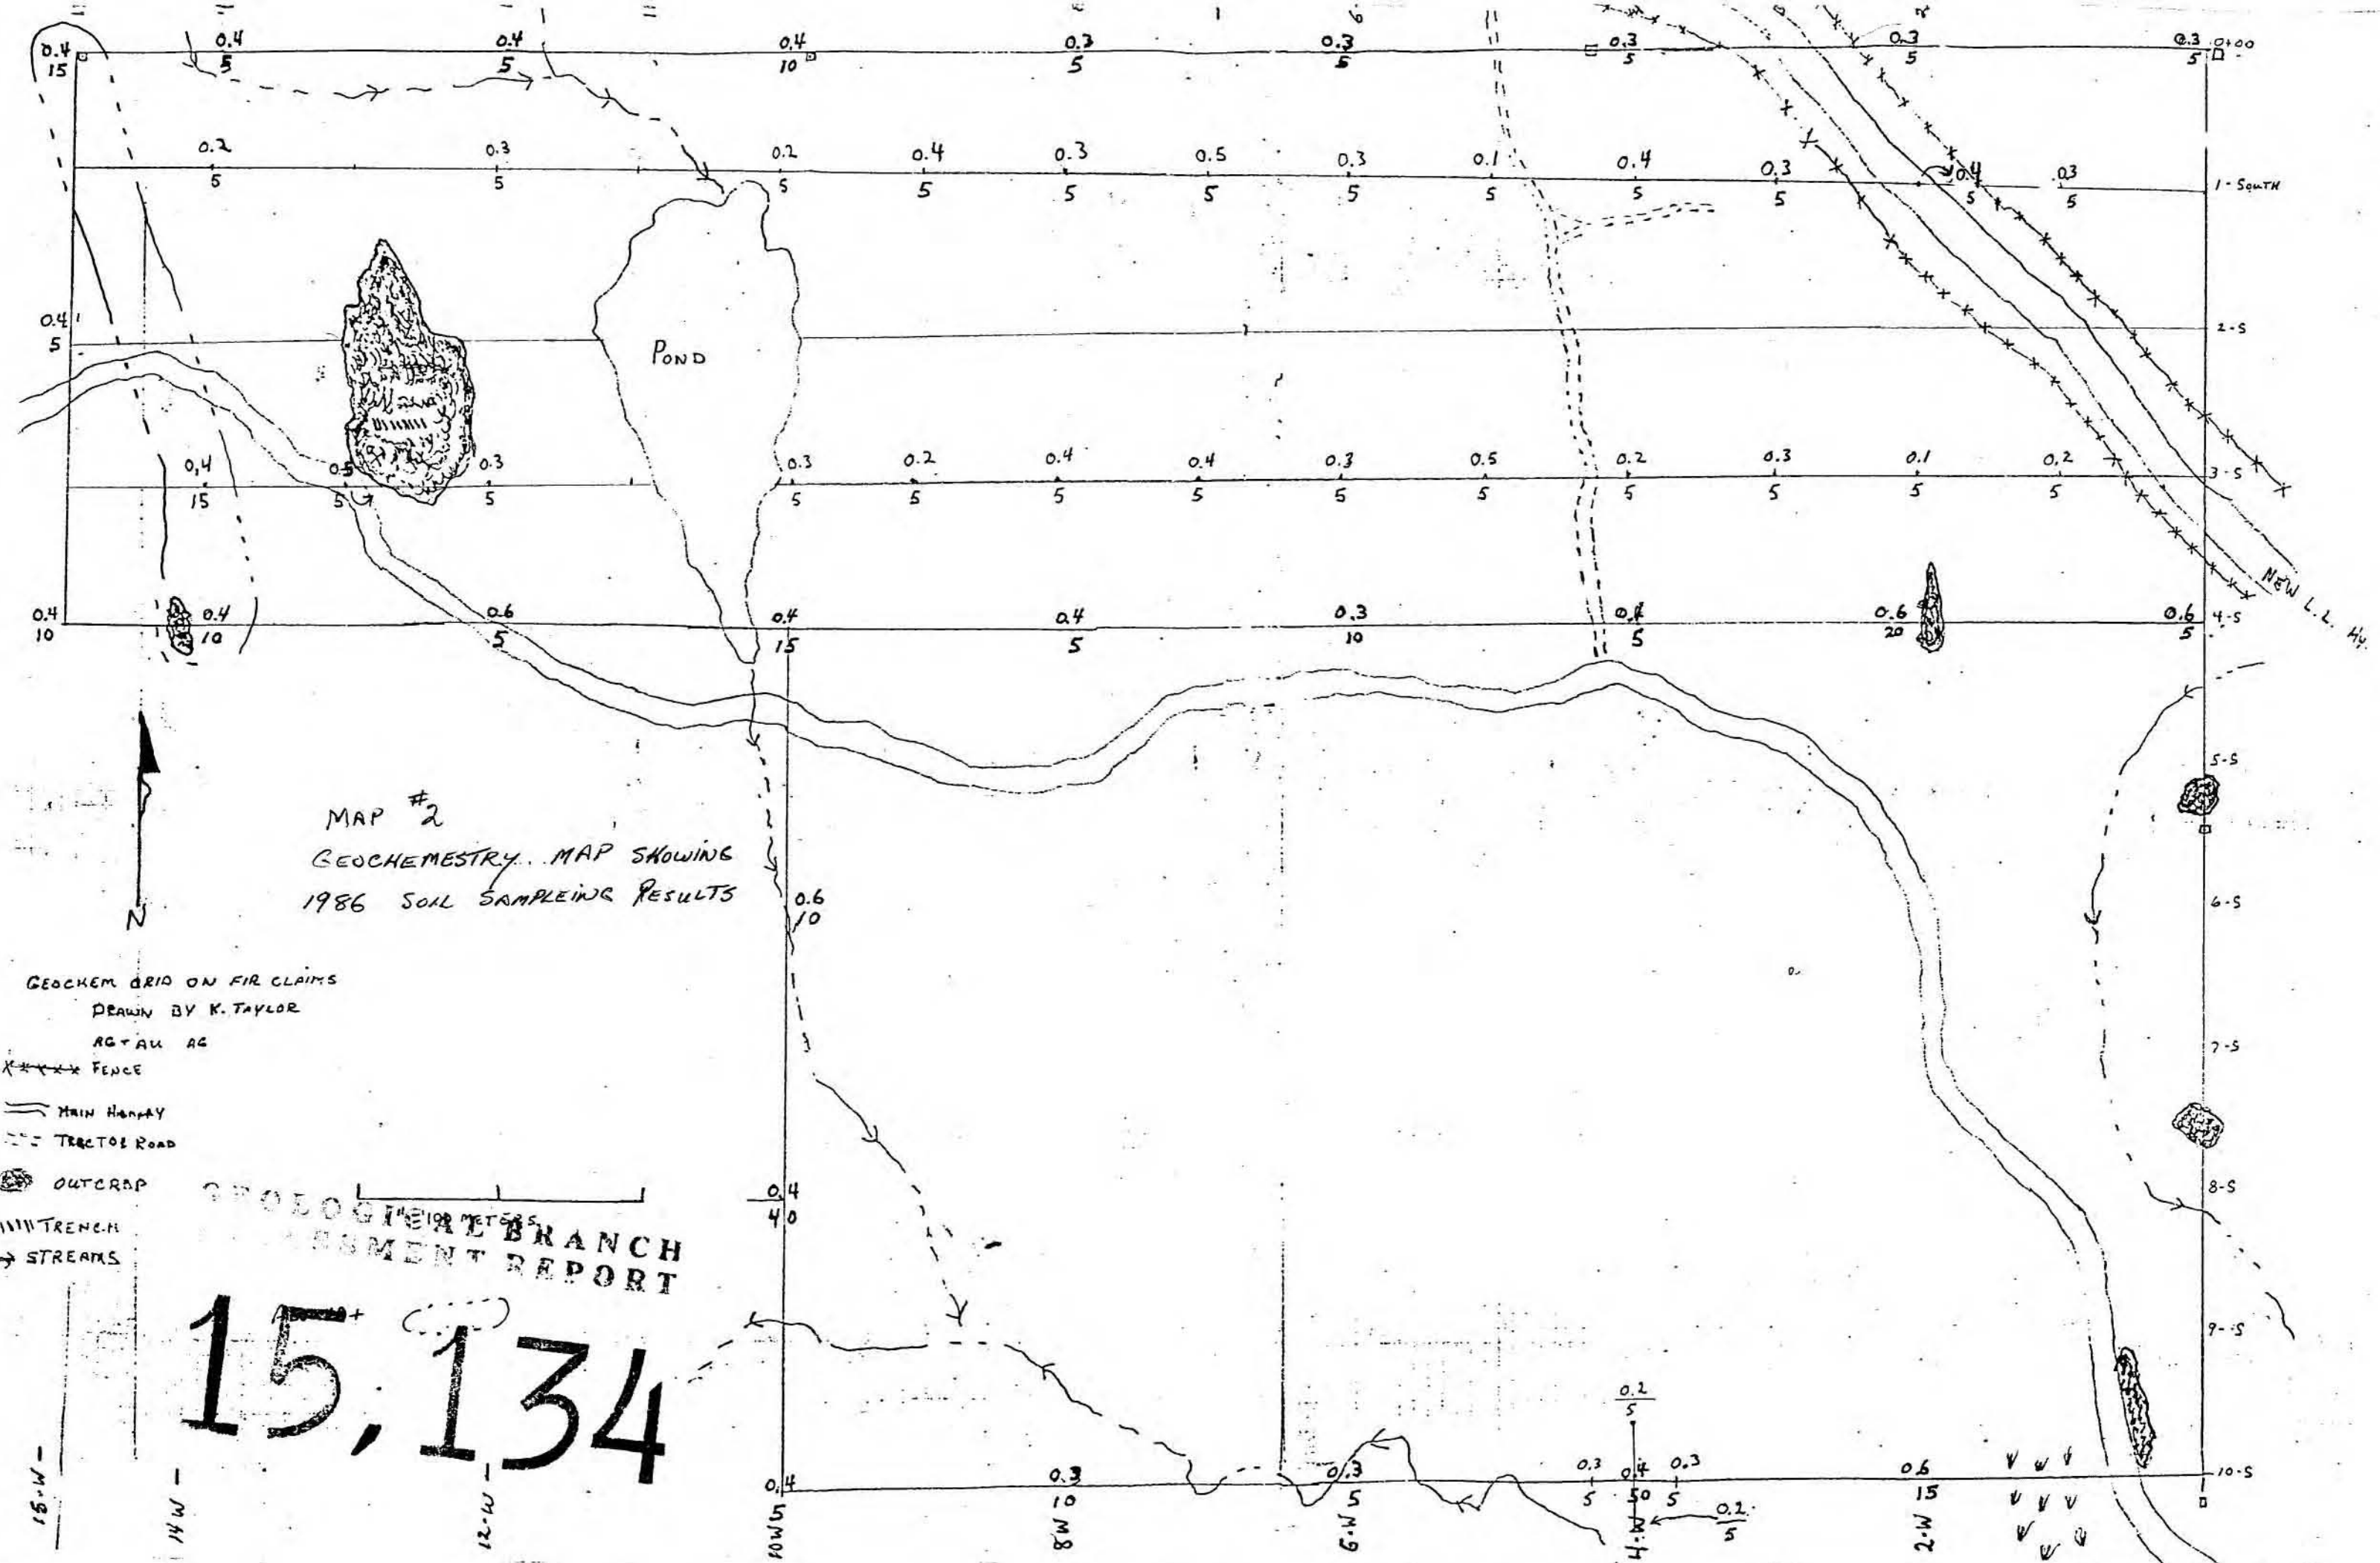 0.4 0.4 0.4 0.4 0.3 0.3 0.3 0.3 0.3 0+00
15 5 5 10 5 5 5 5 5
0.2 0.3 0.2 0.4 0.3 0.5 0.3 0.1 0.4 0.3 0.4 0.3 1-SOUTH
5 5 5 5 5 5 5 5 5 5 5
0.4 2-S
5
POND
0.4 0.5 0.3 0.3 0.2 0.4 0.4 0.3 0.5 0.2 0.3 0.1 0.2 3-S
15 5 5 5 5 5 5 5 5 5 5 5 5
NEW L.L. Hy.
0.4 0.4 0.6 0.4 0.4 0.3 0.4 0.6 0.6 4-S
10 10 5 15 5 10 5 20 5
5-S
MAP #2
GEOCHEMESTRY. MAP SHOWING
1986 SOIL SAMPLEING RESULTS
N
0.6 6-S
10
GEOCHEM GRID ON FIR CLAIMS
DRAWN BY K. TAYLOR
7-S
FENCE
MAIN
TRACTOR ROAD
OUTCROP
TRENCH
STREAMS
0.4 8-S
40
100 METERS
GEOLOGICAL BRANCH
ASSESSMENT REPORT
15,134
9-S
0.2
5
0.4 0.3 0.3 0.3 0.4 0.3 0.6 10-S
5 10 5 5 50 5 15
0.2
5
14W 12-W 10W 8W 6-W 4-W 2-W